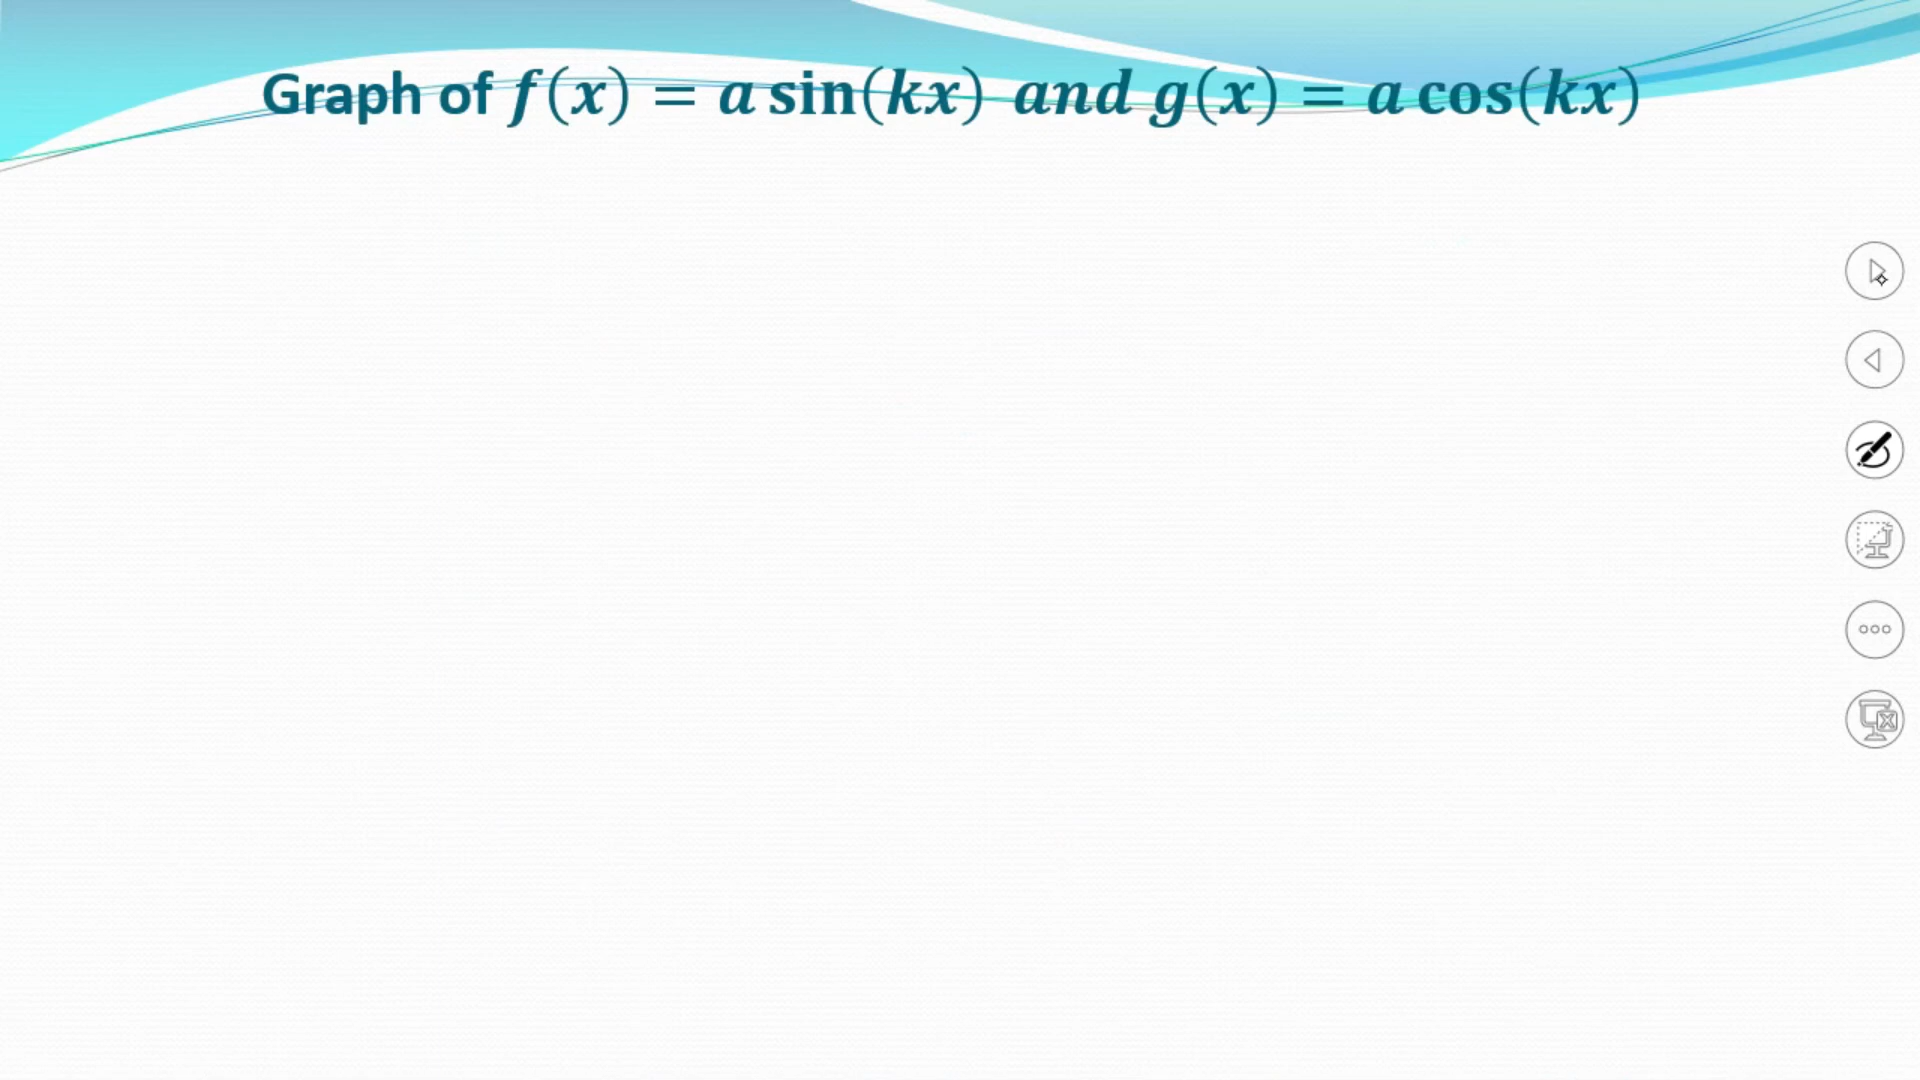 Graph of f(x) = a sin(kx) and g(x) = a cos(kx)